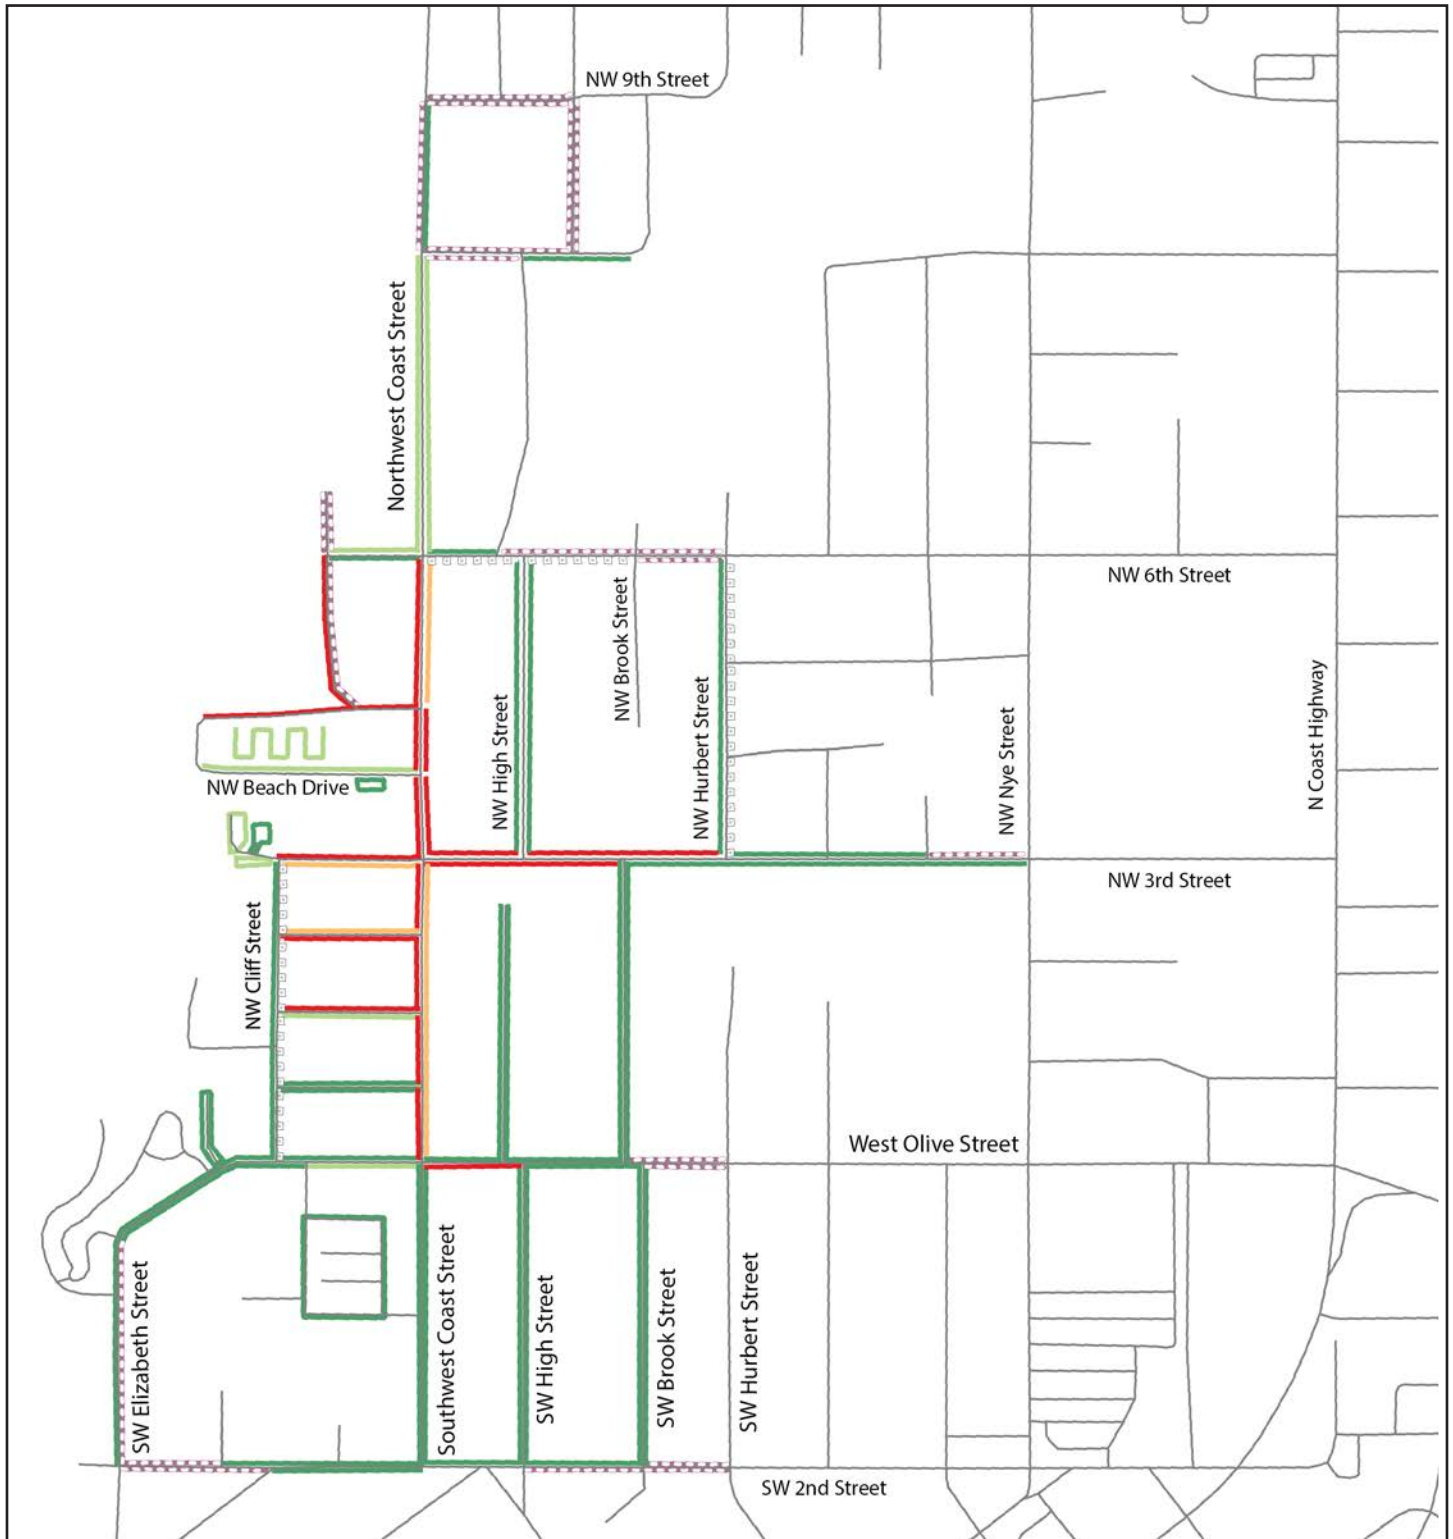 NW 9th Street
Northwest Coast Street
NW 6th Street
NW Brook Street
NW High Street
NW Hurbert Street
NW Nye Street
N Coast Highway
NW Beach Drive
NW 3rd Street
NW Cliff Street
West Olive Street
SW Elizabeth Street
Southwest Coast Street
SW High Street
SW Brook Street
SW Hurbert Street
SW 2nd Street